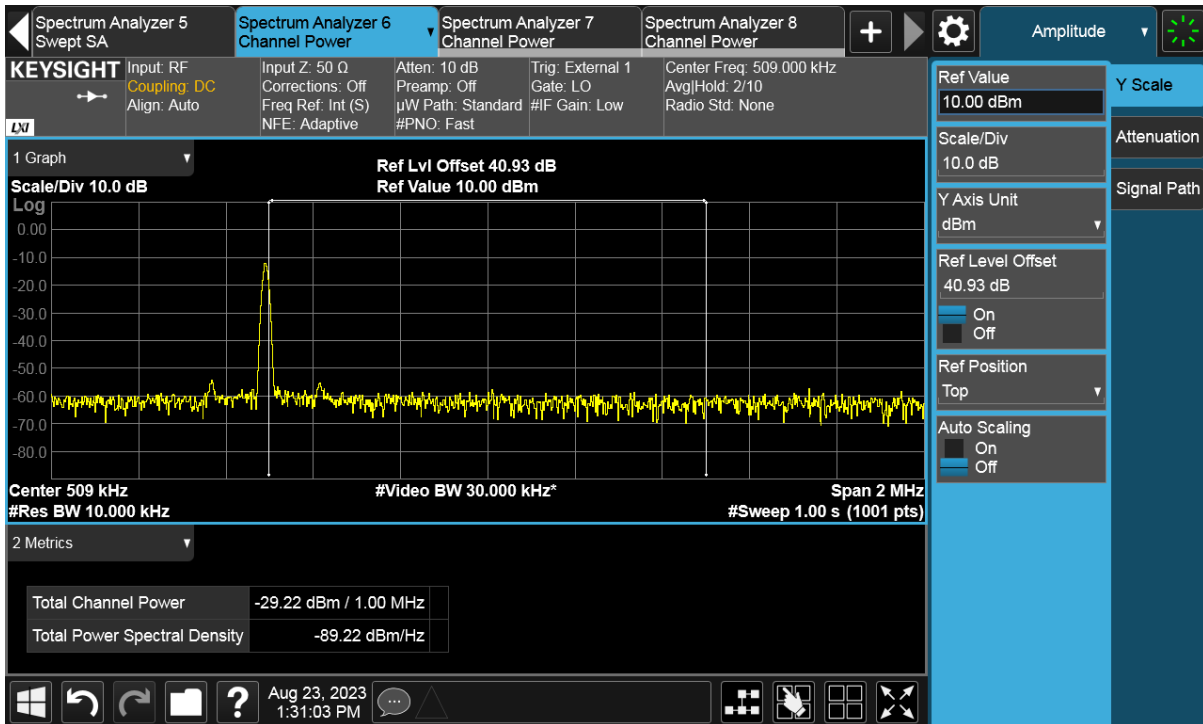 Spectrum Analyzer 5
Swept SA
Spectrum Analyzer 6
Channel Power
Spectrum Analyzer 7
Channel Power
Spectrum Analyzer 8
Channel Power
+
Amplitude
KEYSIGHT
LXI
Input: RF
Coupling: DC
Align: Auto
Input Z: 50 Ω
Corrections: Off
Freq Ref: Int (S)
NFE: Adaptive
Atten: 10 dB
Preamp: Off
µW Path: Standard
#PNO: Fast
Trig: External 1
Gate: LO
#IF Gain: Low
Center Freq: 509.000 kHz
Avg|Hold: 2/10
Radio Std: None
1 Graph
Scale/Div 10.0 dB
Ref Lvl Offset 40.93 dB
Ref Value 10.00 dBm
Log
0.00
-10.0
-20.0
-30.0
-40.0
-50.0
-60.0
-70.0
-80.0
Center 509 kHz
#Res BW 10.000 kHz
#Video BW 30.000 kHz*
Span 2 MHz
#Sweep 1.00 s (1001 pts)
2 Metrics
Total Channel Power -29.22 dBm / 1.00 MHz
Total Power Spectral Density -89.22 dBm/Hz
Ref Value
10.00 dBm
Scale/Div
10.0 dB
Y Axis Unit
dBm
Ref Level Offset
40.93 dB
On
Off
Ref Position
Top
Auto Scaling
On
Off
Y Scale
Attenuation
Signal Path
?
Aug 23, 2023
1:31:03 PM